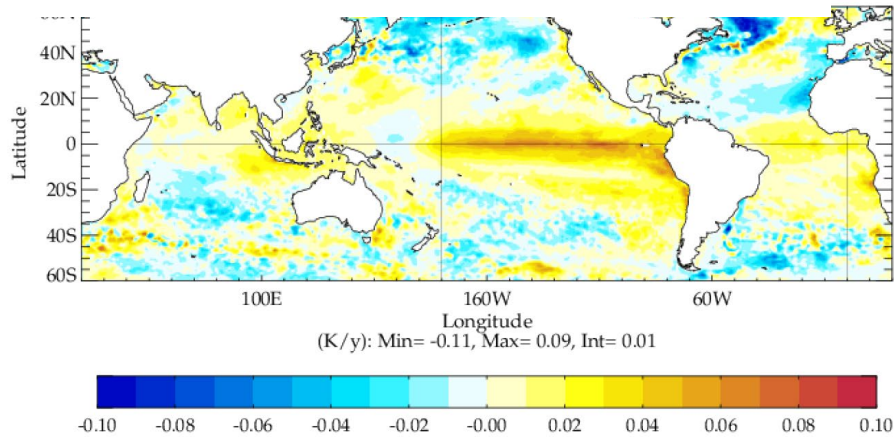 40N
20N
0
20S
40S
60S
Latitude
100E 160W 60W
Longitude
(K/y): Min= -0.11, Max= 0.09, Int= 0.01
-0.10 -0.08 -0.06 -0.04 -0.02 -0.00 0.02 0.04 0.06 0.08 0.10